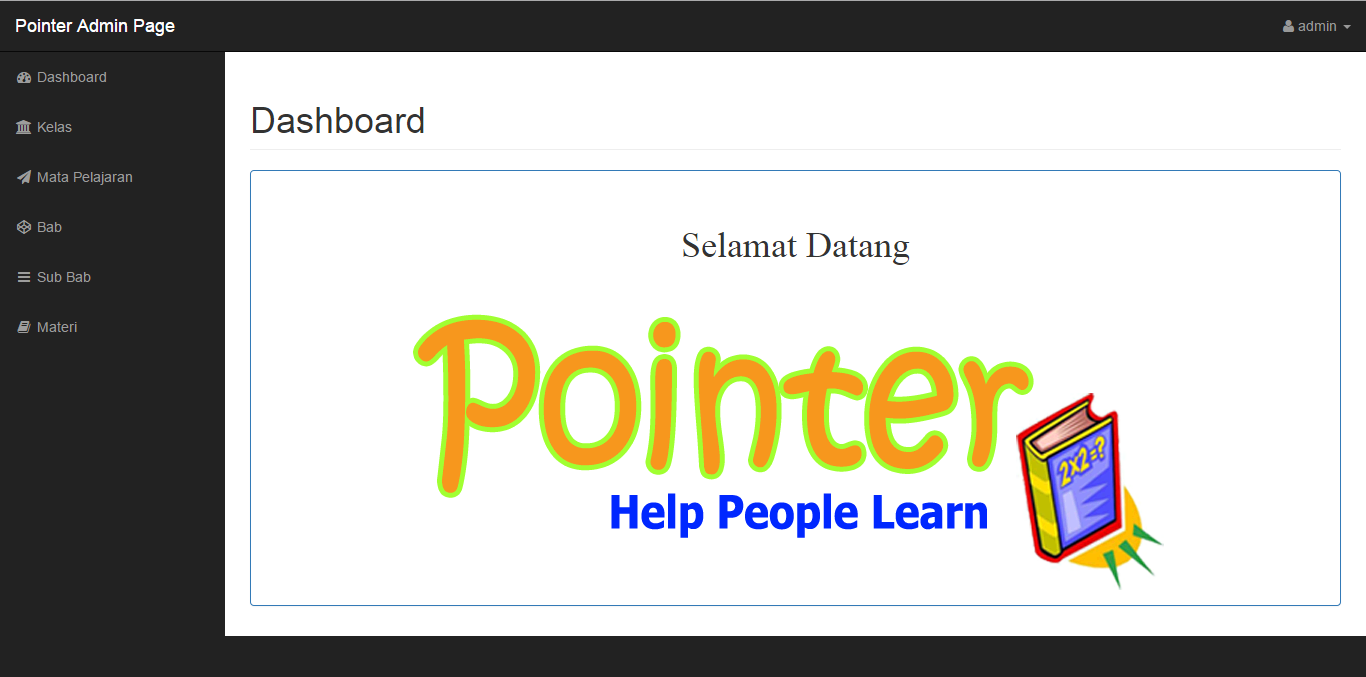 Pointer Admin Page
admin
Dashboard
Kelas
Mata Pelajaran
Bab
Sub Bab
Materi
Dashboard
Selamat Datang
Pointer
2x2=?
Help People Learn